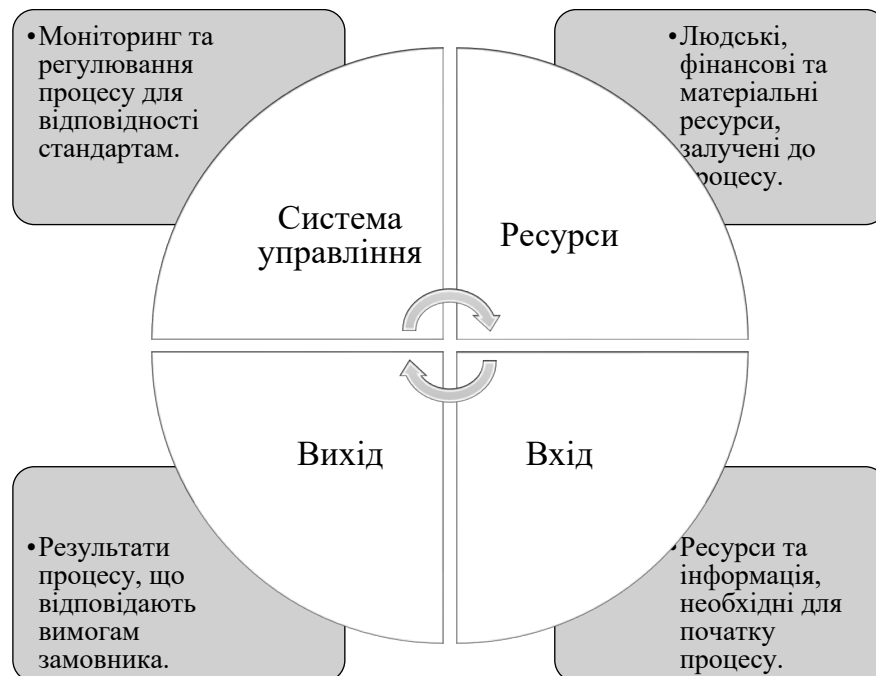 •Моніторинг та
регулювання
процесу для
відповідності
стандартам.
•Людські,
фінансові та
матеріальні
ресурси,
залучені до
процесу.
Система
управління
Ресурси
Вихід
Вхід
•Результати
процесу, що
відповідають
вимогам
замовника.
•Ресурси та
інформація,
необхідні для
початку
процесу.